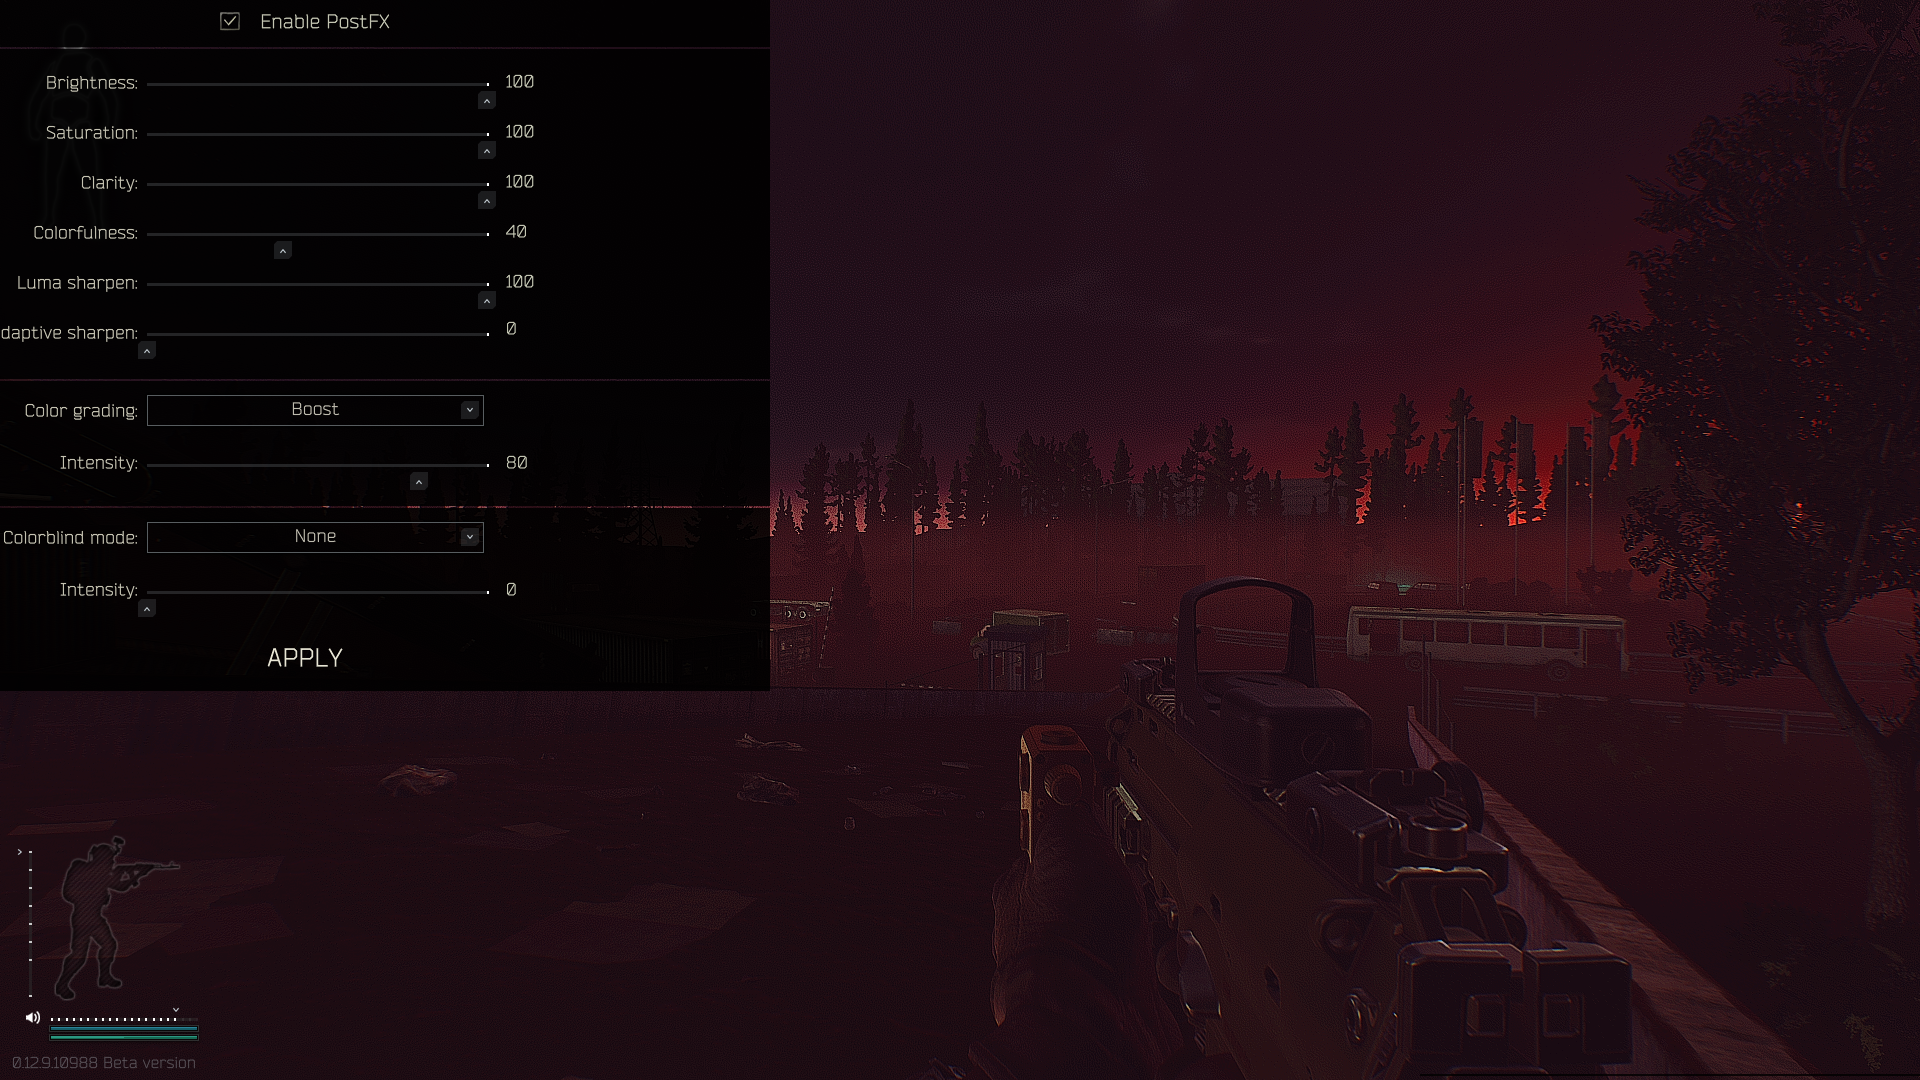 Enable PostFX
Brightness: 100
Saturation: 100
Clarity: 100
Colorfulness: 40
Luma sharpen: 100
daptive sharpen: 0
Color grading: Boost
Intensity: 80
Colorblind mode: None
Intensity: 0
APPLY
0.12.9.10988 Beta version